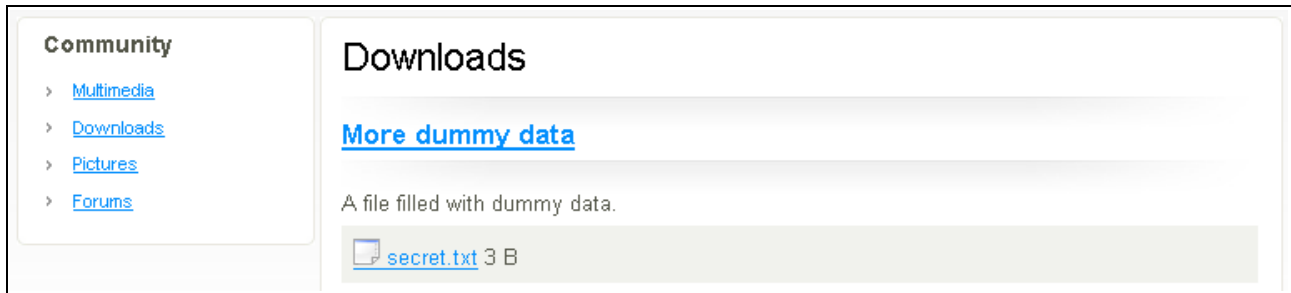 Community
Multimedia
Downloads
Pictures
Forums
Downloads
More dummy data
A file filled with dummy data.
secret.txt 3 B